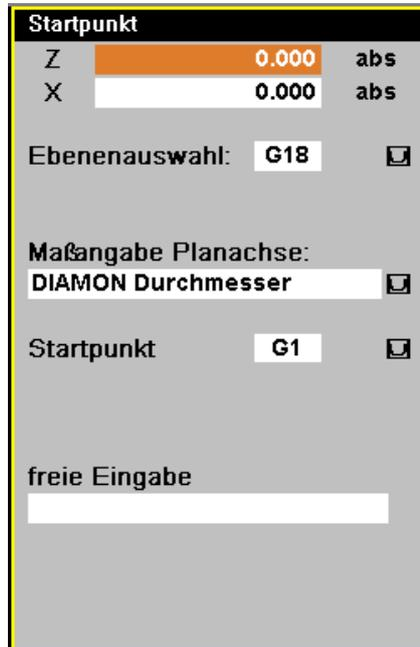 Startpunkt
Z 0.000 abs
X 0.000 abs
Ebenenauswahl: G18
Maßangabe Planachse:
DIAMON Durchmesser
Startpunkt G1
freie Eingabe